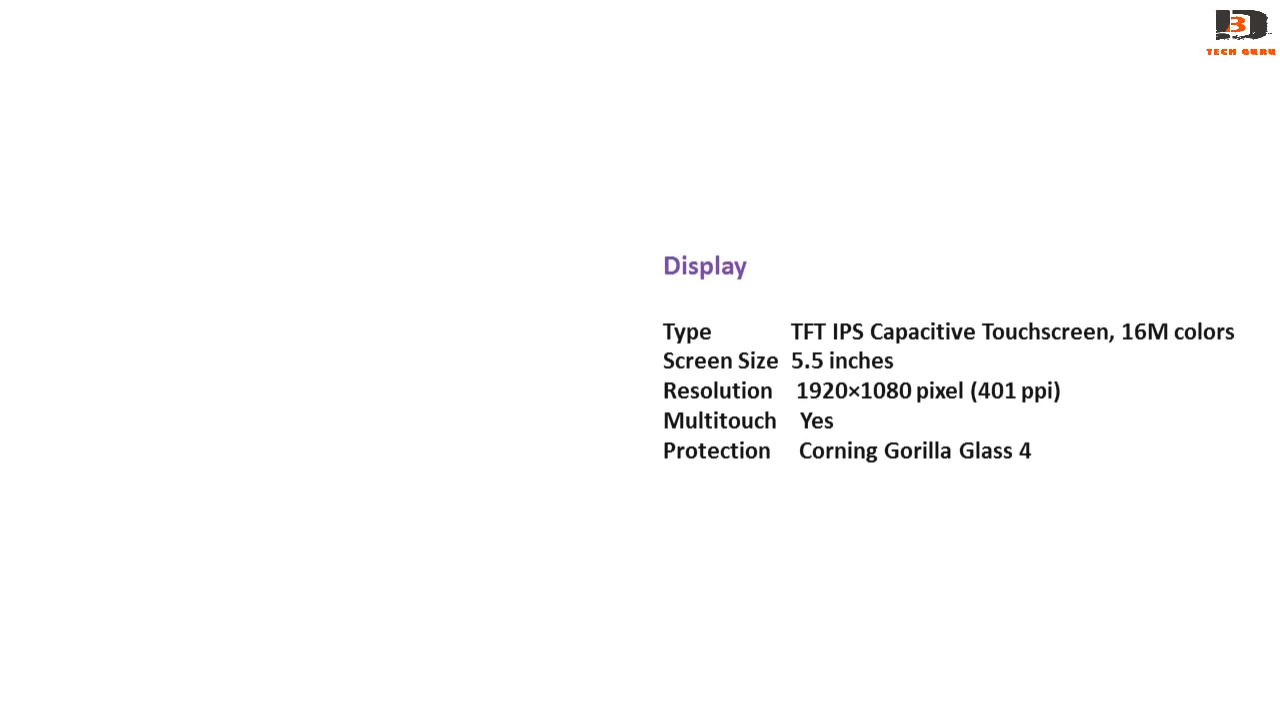 B
TECH GURU
Display
Type TFT IPS Capacitive Touchscreen, 16M colors
Screen Size 5.5 inches
Resolution 1920×1080 pixel (401 ppi)
Multitouch Yes
Protection Corning Gorilla Glass 4